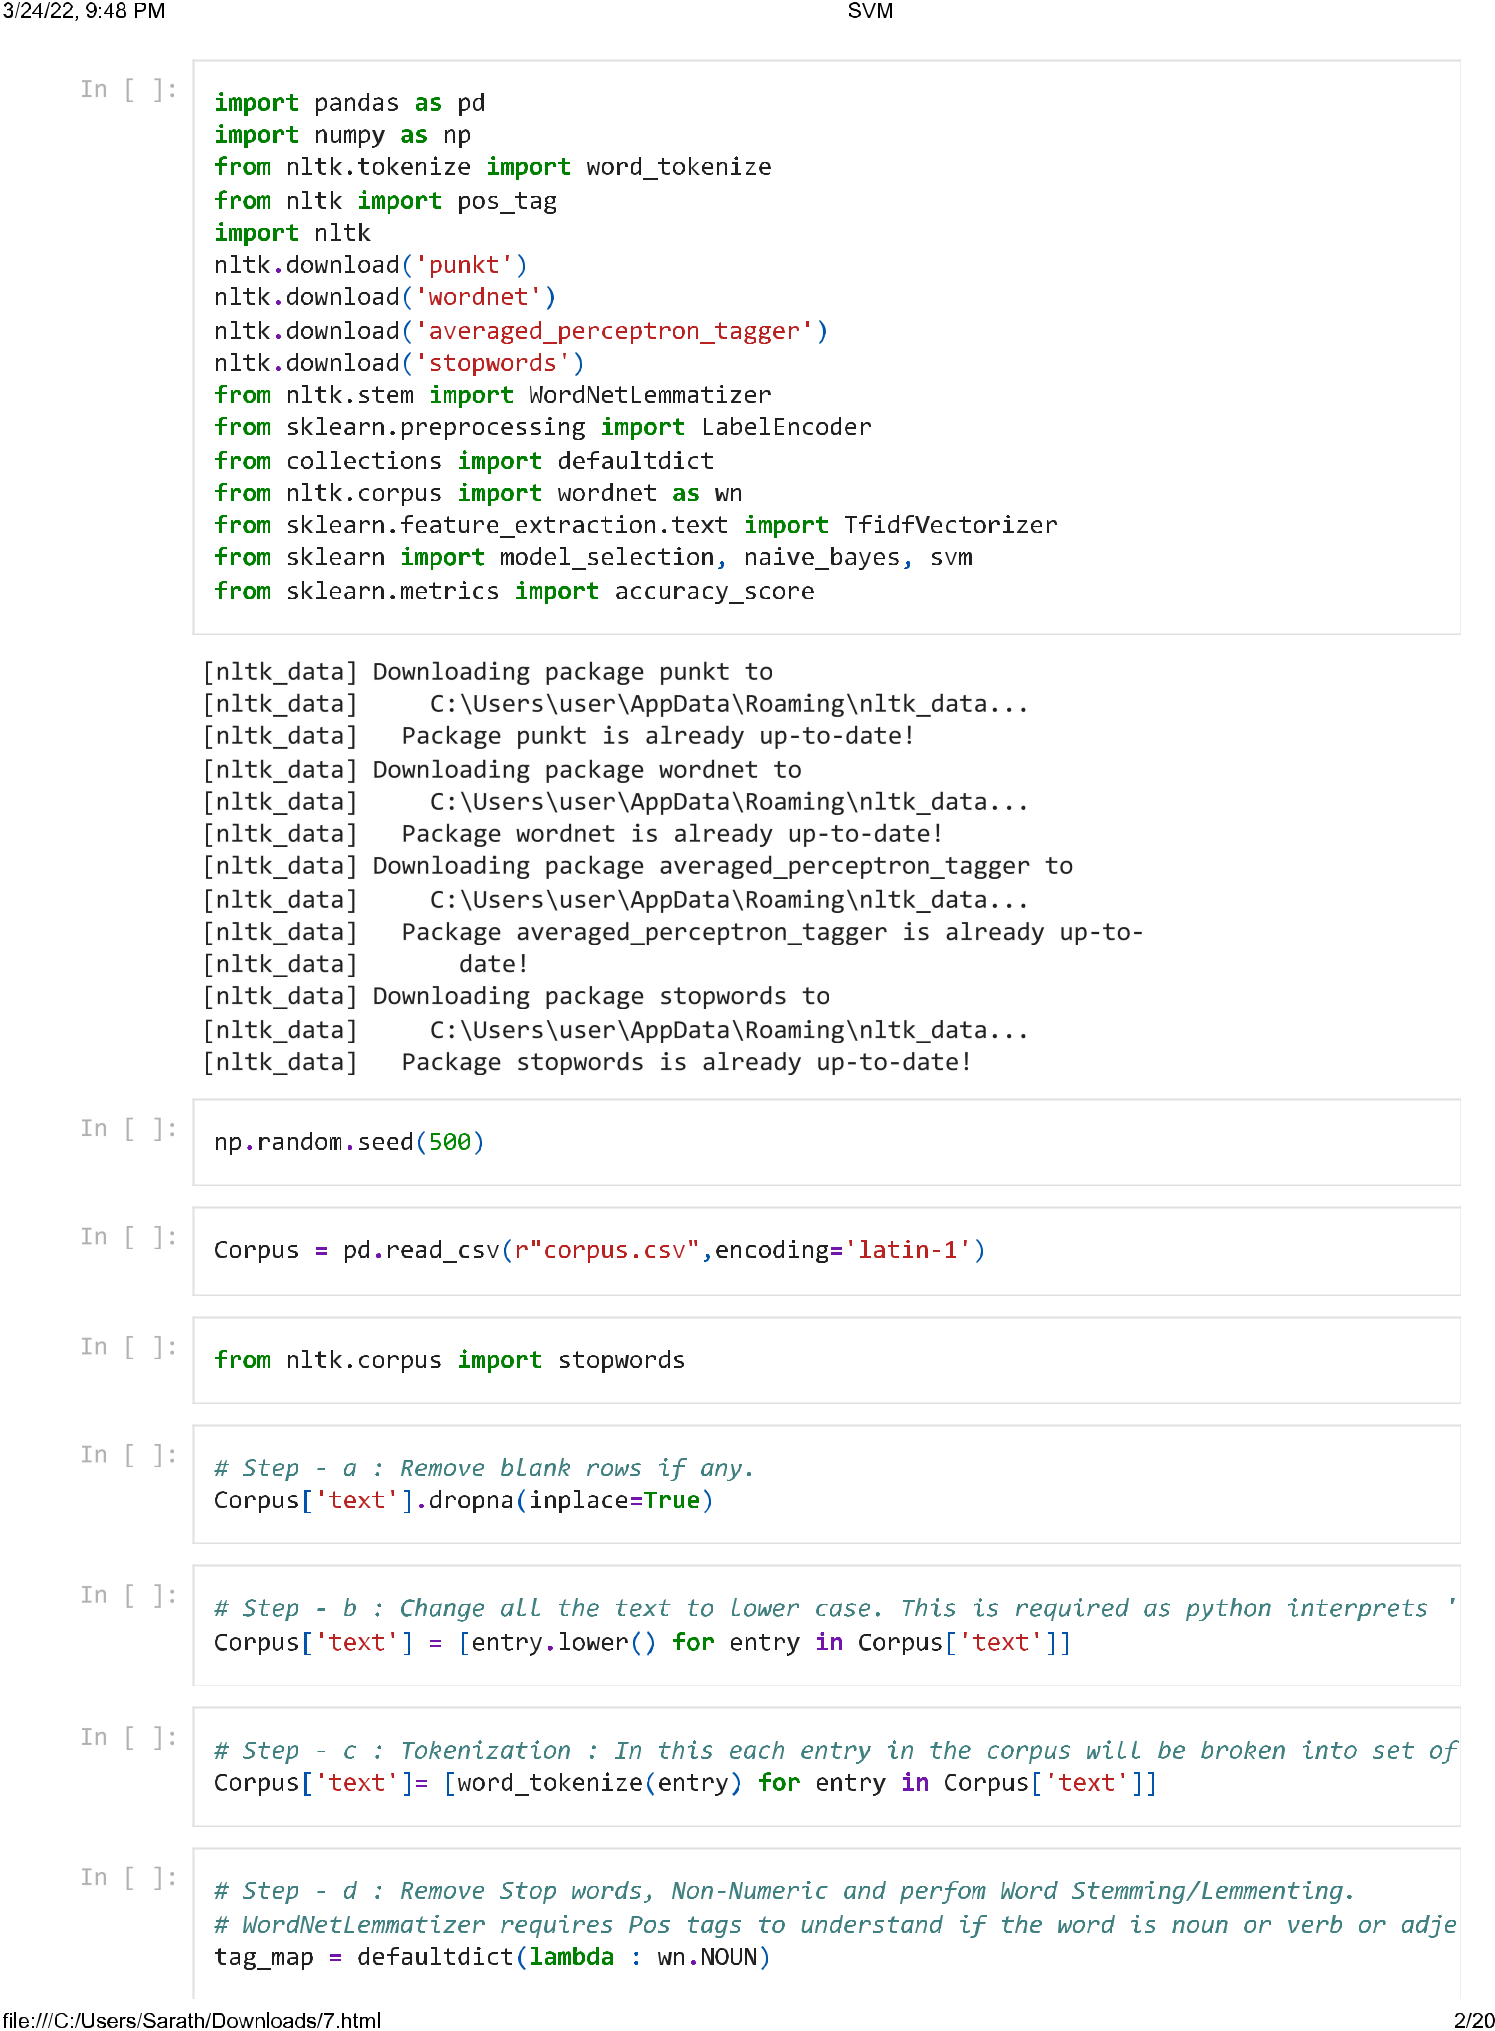 3/24/22, 9:48 PM SVM
In [ ]:
import pandas as pd
import numpy as np
from nltk.tokenize import word_tokenize
from nltk import pos_tag
import nltk
nltk.download('punkt')
nltk.download('wordnet')
nltk.download('averaged_perceptron_tagger')
nltk.download('stopwords')
from nltk.stem import WordNetLemmatizer
from sklearn.preprocessing import LabelEncoder
from collections import defaultdict
from nltk.corpus import wordnet as wn
from sklearn.feature_extraction.text import TfidfVectorizer
from sklearn import model_selection, naive_bayes, svm
from sklearn.metrics import accuracy_score
[nltk_data] Downloading package punkt to
[nltk_data]     C:\Users\user\AppData\Roaming\nltk_data...
[nltk_data]   Package punkt is already up-to-date!
[nltk_data] Downloading package wordnet to
[nltk_data]     C:\Users\user\AppData\Roaming\nltk_data...
[nltk_data]   Package wordnet is already up-to-date!
[nltk_data] Downloading package averaged_perceptron_tagger to
[nltk_data]     C:\Users\user\AppData\Roaming\nltk_data...
[nltk_data]   Package averaged_perceptron_tagger is already up-to-
[nltk_data]       date!
[nltk_data] Downloading package stopwords to
[nltk_data]     C:\Users\user\AppData\Roaming\nltk_data...
[nltk_data]   Package stopwords is already up-to-date!
In [ ]:
np.random.seed(500)
In [ ]:
Corpus = pd.read_csv(r"corpus.csv",encoding='latin-1')
In [ ]:
from nltk.corpus import stopwords
In [ ]:
# Step - a : Remove blank rows if any.
Corpus['text'].dropna(inplace=True)
In [ ]:
# Step - b : Change all the text to lower case. This is required as python interprets '
Corpus['text'] = [entry.lower() for entry in Corpus['text']]
In [ ]:
# Step - c : Tokenization : In this each entry in the corpus will be broken into set of
Corpus['text']= [word_tokenize(entry) for entry in Corpus['text']]
In [ ]:
# Step - d : Remove Stop words, Non-Numeric and perfom Word Stemming/Lemmenting.
# WordNetLemmatizer requires Pos tags to understand if the word is noun or verb or adje
tag_map = defaultdict(lambda : wn.NOUN)
file:///C:/Users/Sarath/Downloads/7.html 2/20